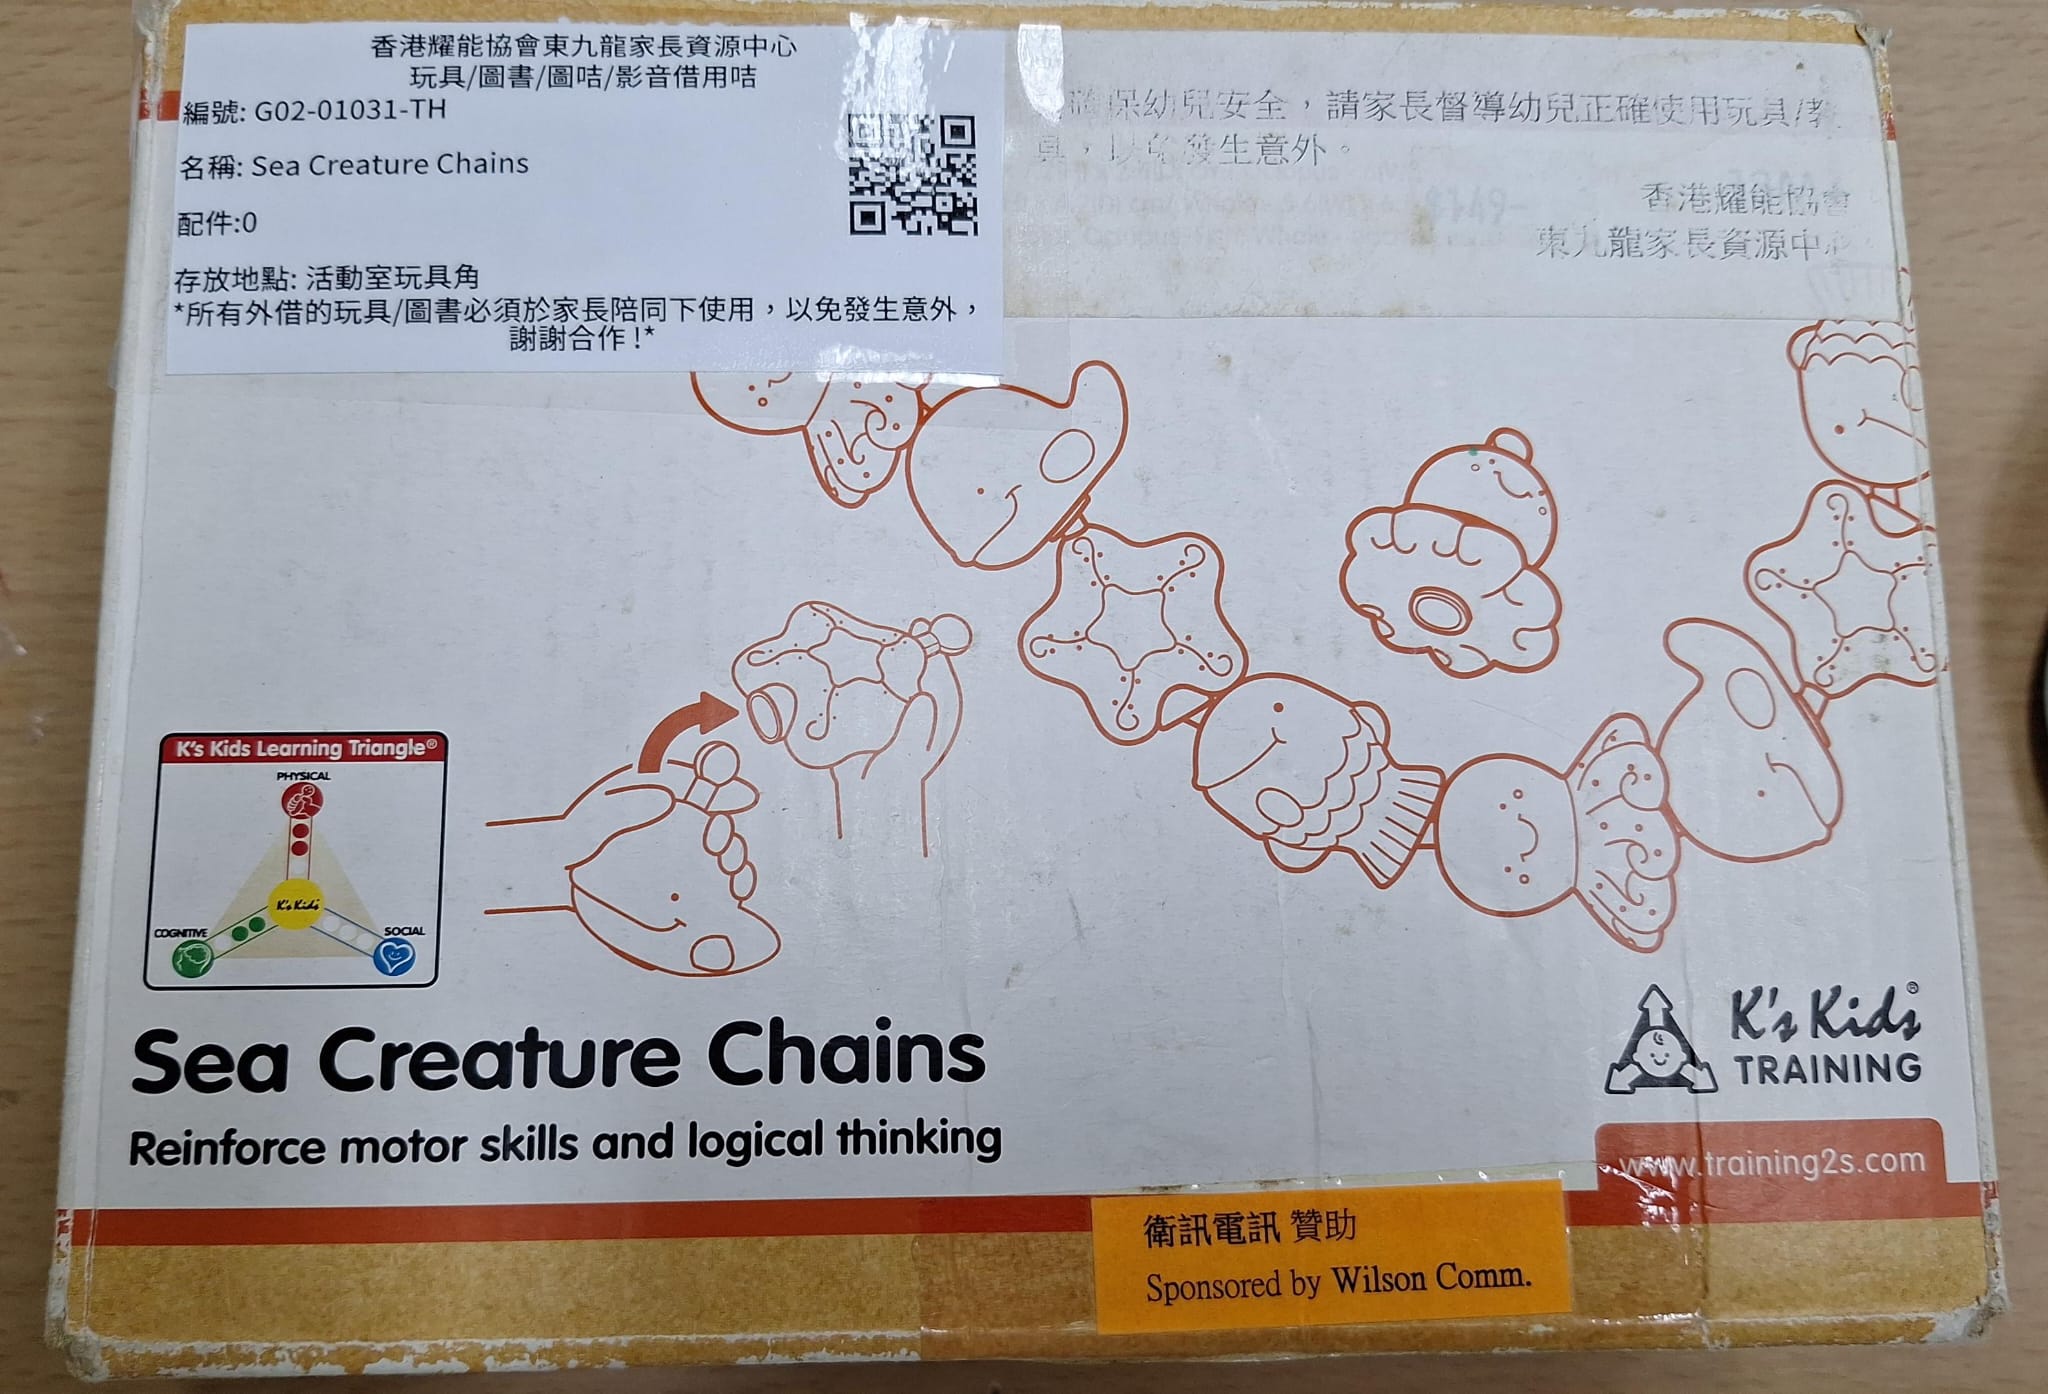 香港耀能協會東九龍家長資源中心
玩具/圖書/圖咭/影音借用咭
編號: G02-01031-TH
名稱: Sea Creature Chains
配件:0
存放地點: 活動室玩具角
*所有外借的玩具/圖書必須於家長陪同下使用，以免發生意外，
謝謝合作!*
確保幼兒安全，請家長督導幼兒正確使用玩具/教
具，以免發生意外。
香港耀能協會
東九龍家長資源中心
K's Kids Learning Triangle®
PHYSICAL
K's Kids
COGNITIVE
SOCIAL
Sea Creature Chains
Reinforce motor skills and logical thinking
K's Kids®
TRAINING
www.training2s.com
衛訊電訊 贊助
Sponsored by Wilson Comm.